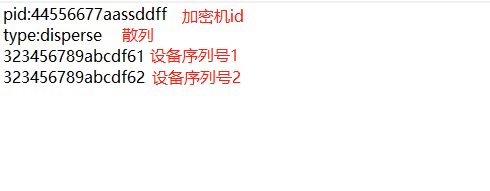 pid:44556677aassddff 加密机id
type:disperse 散列
323456789abcdf61 设备序列号1
323456789abcdf62 设备序列号2